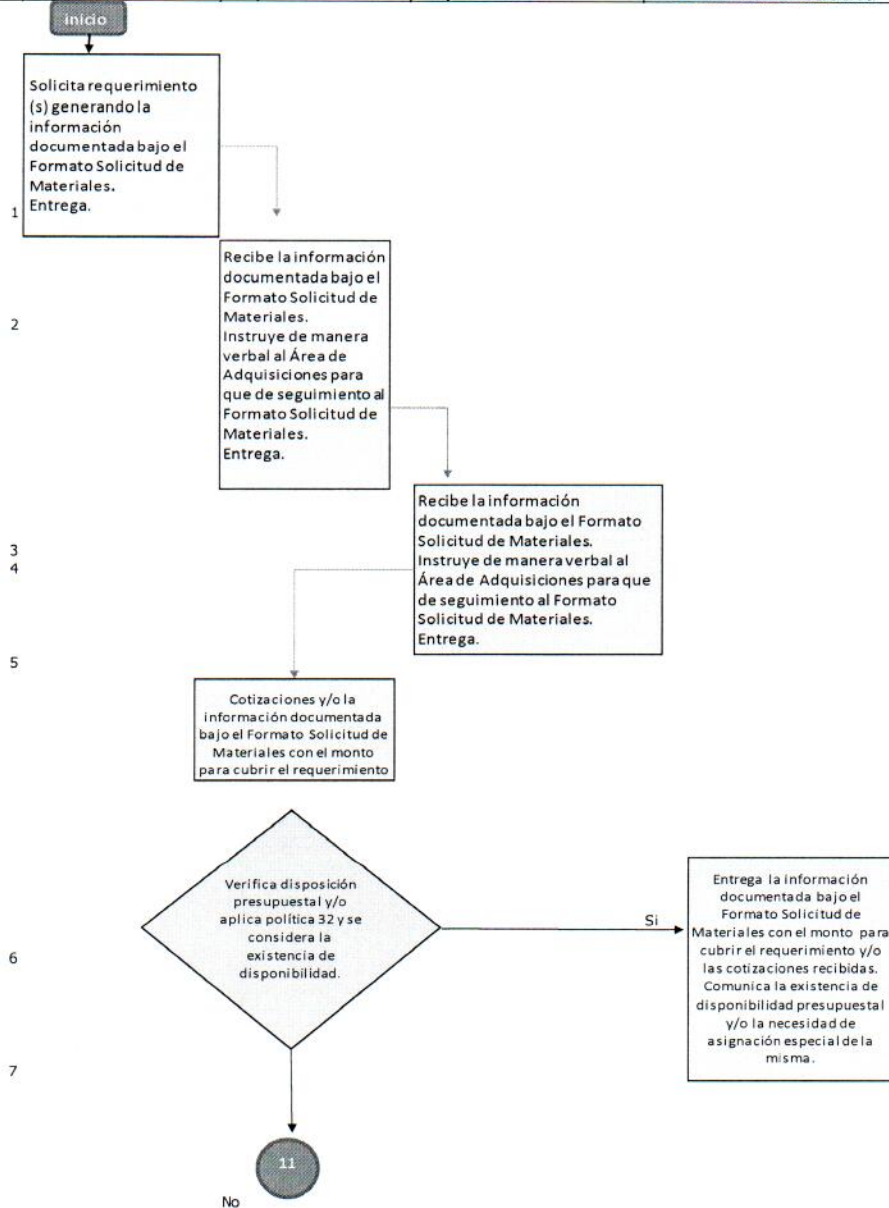 inicio
Solicita requerimiento
(s) generando la
información
documentada bajo el
Formato Solicitud de
Materiales.
Entrega.
1
Recibe la información
documentada bajo el
Formato Solicitud de
Materiales.
Instruye de manera
verbal al Área de
Adquisiciones para
que de seguimiento al
Formato Solicitud de
Materiales.
Entrega.
2
Recibe la información
documentada bajo el Formato
Solicitud de Materiales.
Instruye de manera verbal al
Área de Adquisiciones para que
de seguimiento al Formato
Solicitud de Materiales.
Entrega.
3
4
5
Cotizaciones y/o la
información documentada
bajo el Formato Solicitud de
Materiales con el monto
para cubrir el requerimiento
Verifica disposición
presupuestal y/o
aplica política 32 y se
considera la
existencia de
disponibilidad.
Si
Entrega la información
documentada bajo el
Formato Solicitud de
Materiales con el monto para
cubrir el requerimiento y/o
las cotizaciones recibidas.
Comunica la existencia de
disponibilidad presupuestal
y/o la necesidad de
asignación especial de la
misma.
6
7
11
No